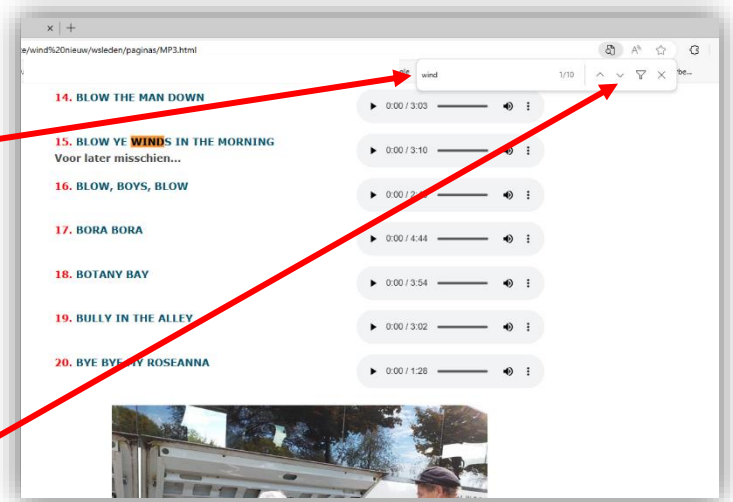 × +
e/wind%20nieuw/wsleden/paginas/MP3.html
wind 1/10
14. BLOW THE MAN DOWN
0:00 / 3:03
15. BLOW YE WINDS IN THE MORNING
Voor later misschien...
0:00 / 3:10
16. BLOW, BOYS, BLOW
17. BORA BORA
0:00 / 4:44
18. BOTANY BAY
0:00 / 3:54
19. BULLY IN THE ALLEY
0:00 / 3:02
20. BYE BYE MY ROSEANNA
0:00 / 1:28